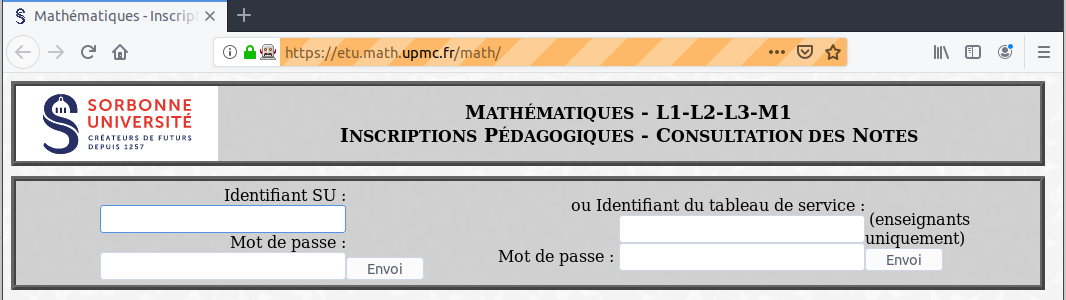 Mathématiques - Inscrip
https://etu.math.upmc.fr/math/
SORBONNE
UNIVERSITÉ
CRÉATEURS DE FUTURS
DEPUIS 1257
MATHÉMATIQUES - L1-L2-L3-M1
INSCRIPTIONS PÉDAGOGIQUES - CONSULTATION DES NOTES
Identifiant SU :
Mot de passe :
Envoi
ou Identifiant du tableau de service :
(enseignants
uniquement)
Mot de passe :
Envoi